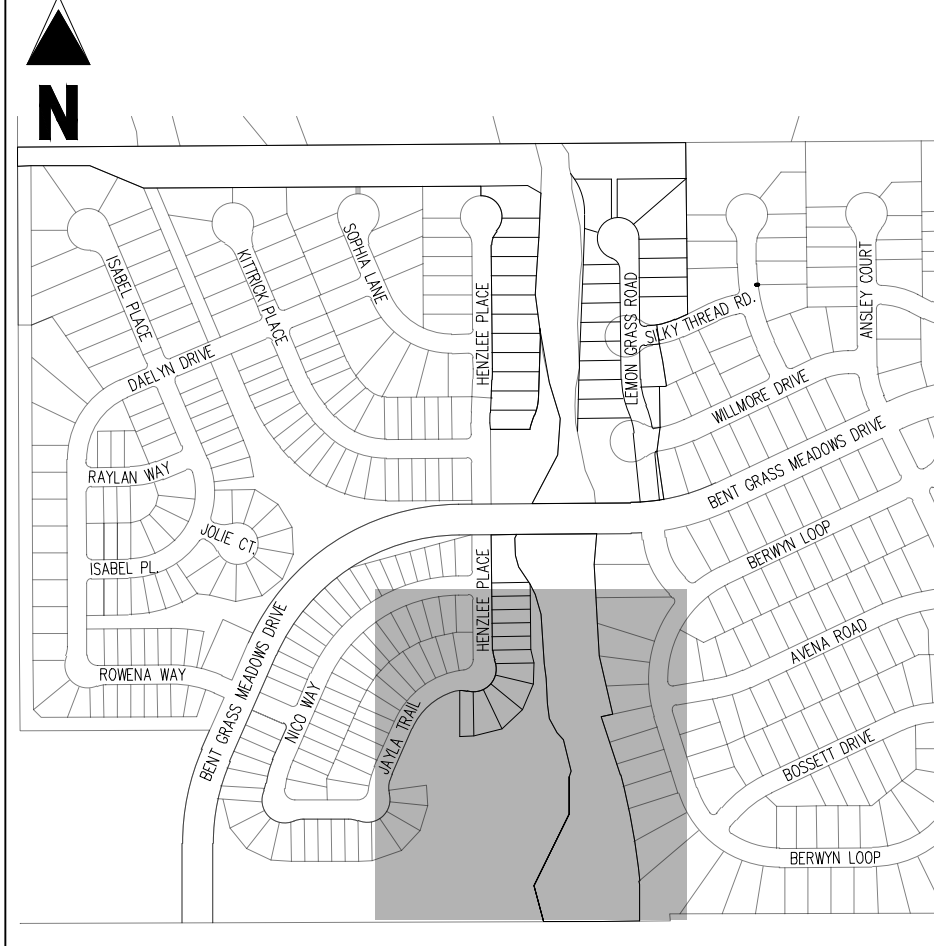 N
ISABEL PLACE
KITTRICK PLACE
SOPHIA LANE
HENZLEE PLACE
LEMON GRASS ROAD
SILKY THREAD RD.
ANSLEY COURT
DAELYN DRIVE
WILLMORE DRIVE
BENT GRASS MEADOWS DRIVE
RAYLAN WAY
JOLIE CT.
BERWYN LOOP
ISABEL PL.
HENZLEE PLACE
AVENA ROAD
ROWENA WAY
BENT GRASS MEADOWS DRIVE
NICO WAY
JAYLA TRAIL
BOSSETT DRIVE
BERWYN LOOP